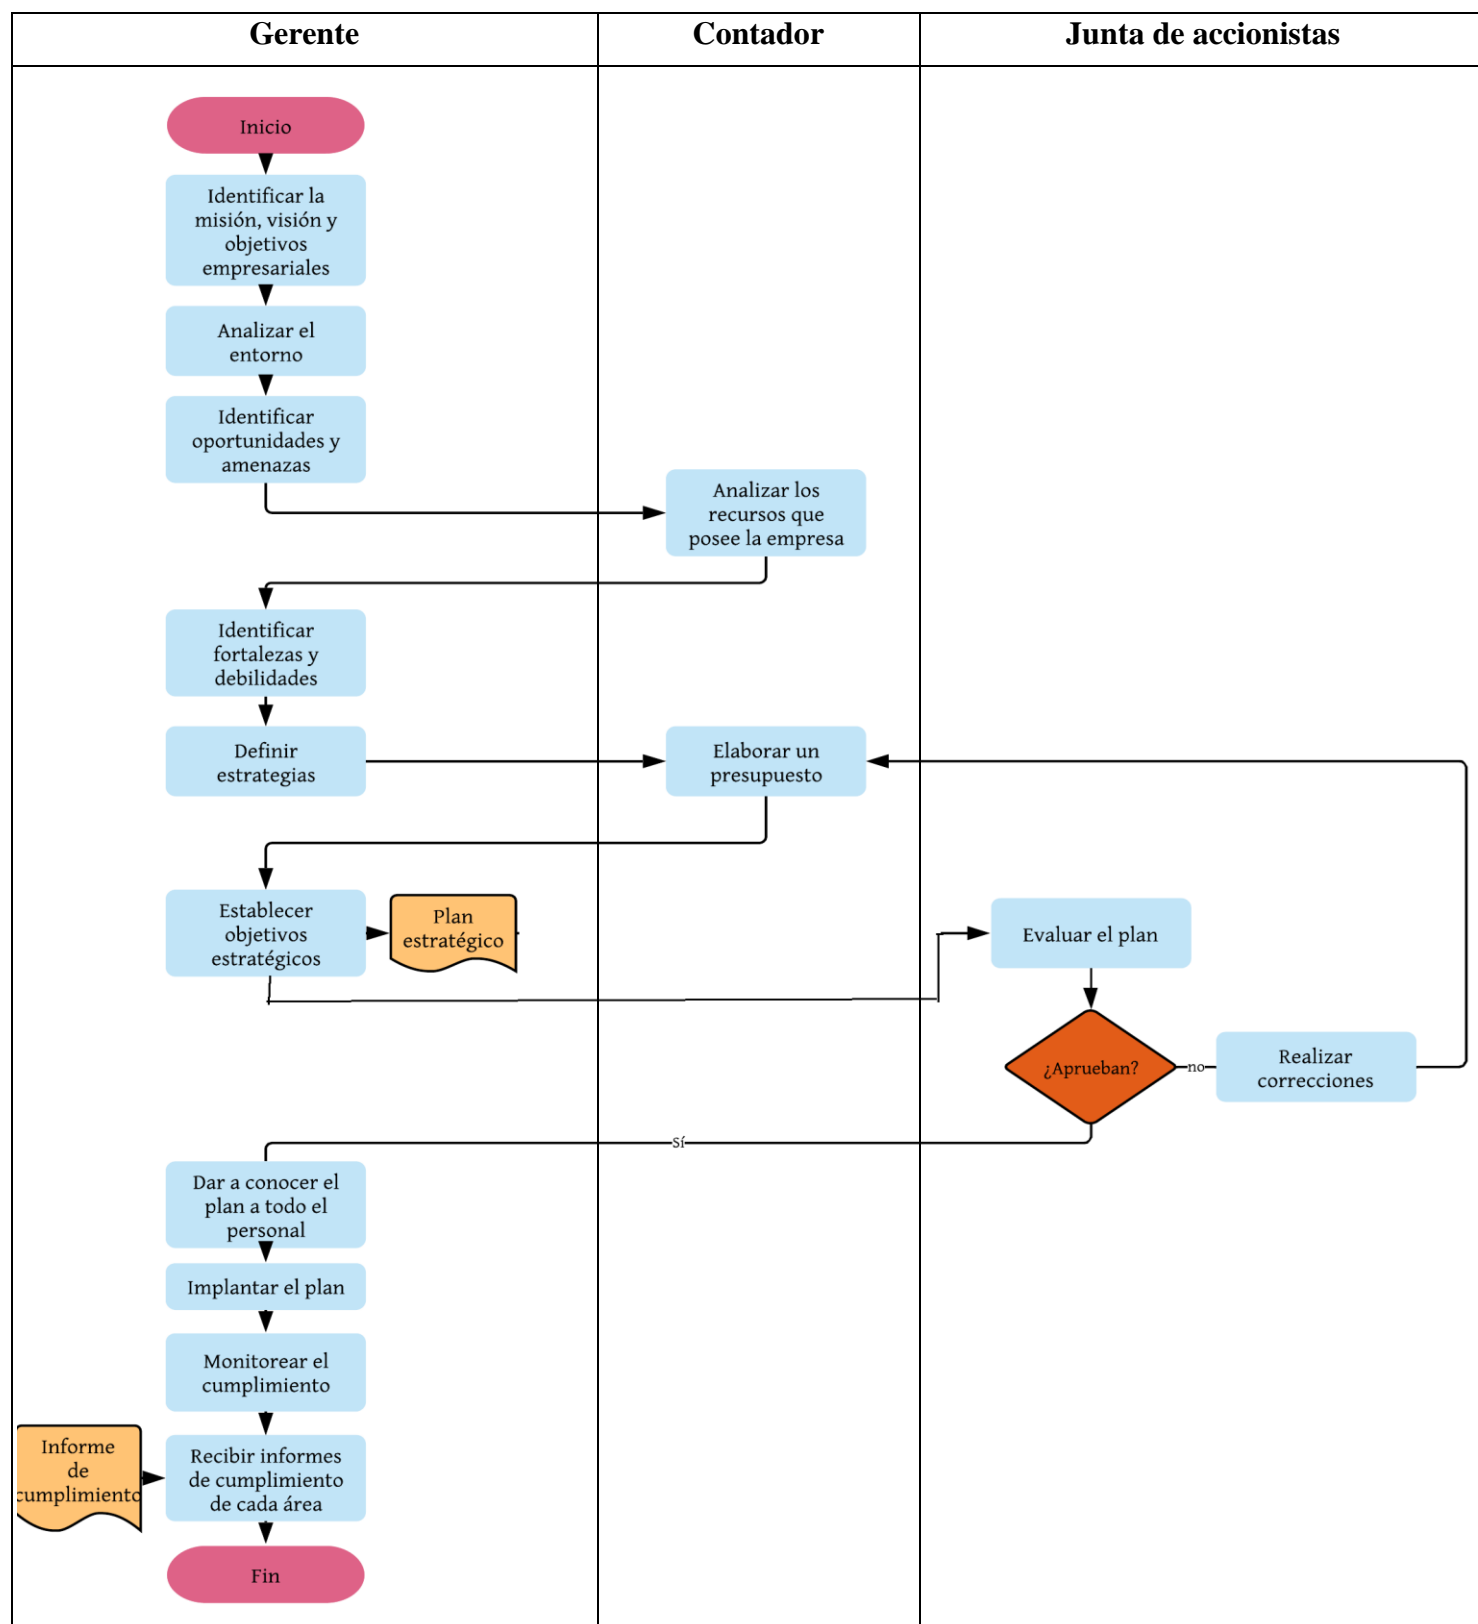 Gerente
Contador
Junta de accionistas
Inicio
Identificar la
misión, visión y
objetivos
empresariales
Analizar el
entorno
Identificar
oportunidades y
amenazas
Analizar los
recursos que
posee la empresa
Identificar
fortalezas y
debilidades
Definir
estrategias
Elaborar un
presupuesto
Establecer
objetivos
estratégicos
Plan
estratégico
Evaluar el plan
¿Aprueban?
no
Realizar
correcciones
Sí
Dar a conocer el
plan a todo el
personal
Implantar el plan
Monitorear el
cumplimiento
Informe
de
cumplimiento
Recibir informes
de cumplimiento
de cada área
Fin